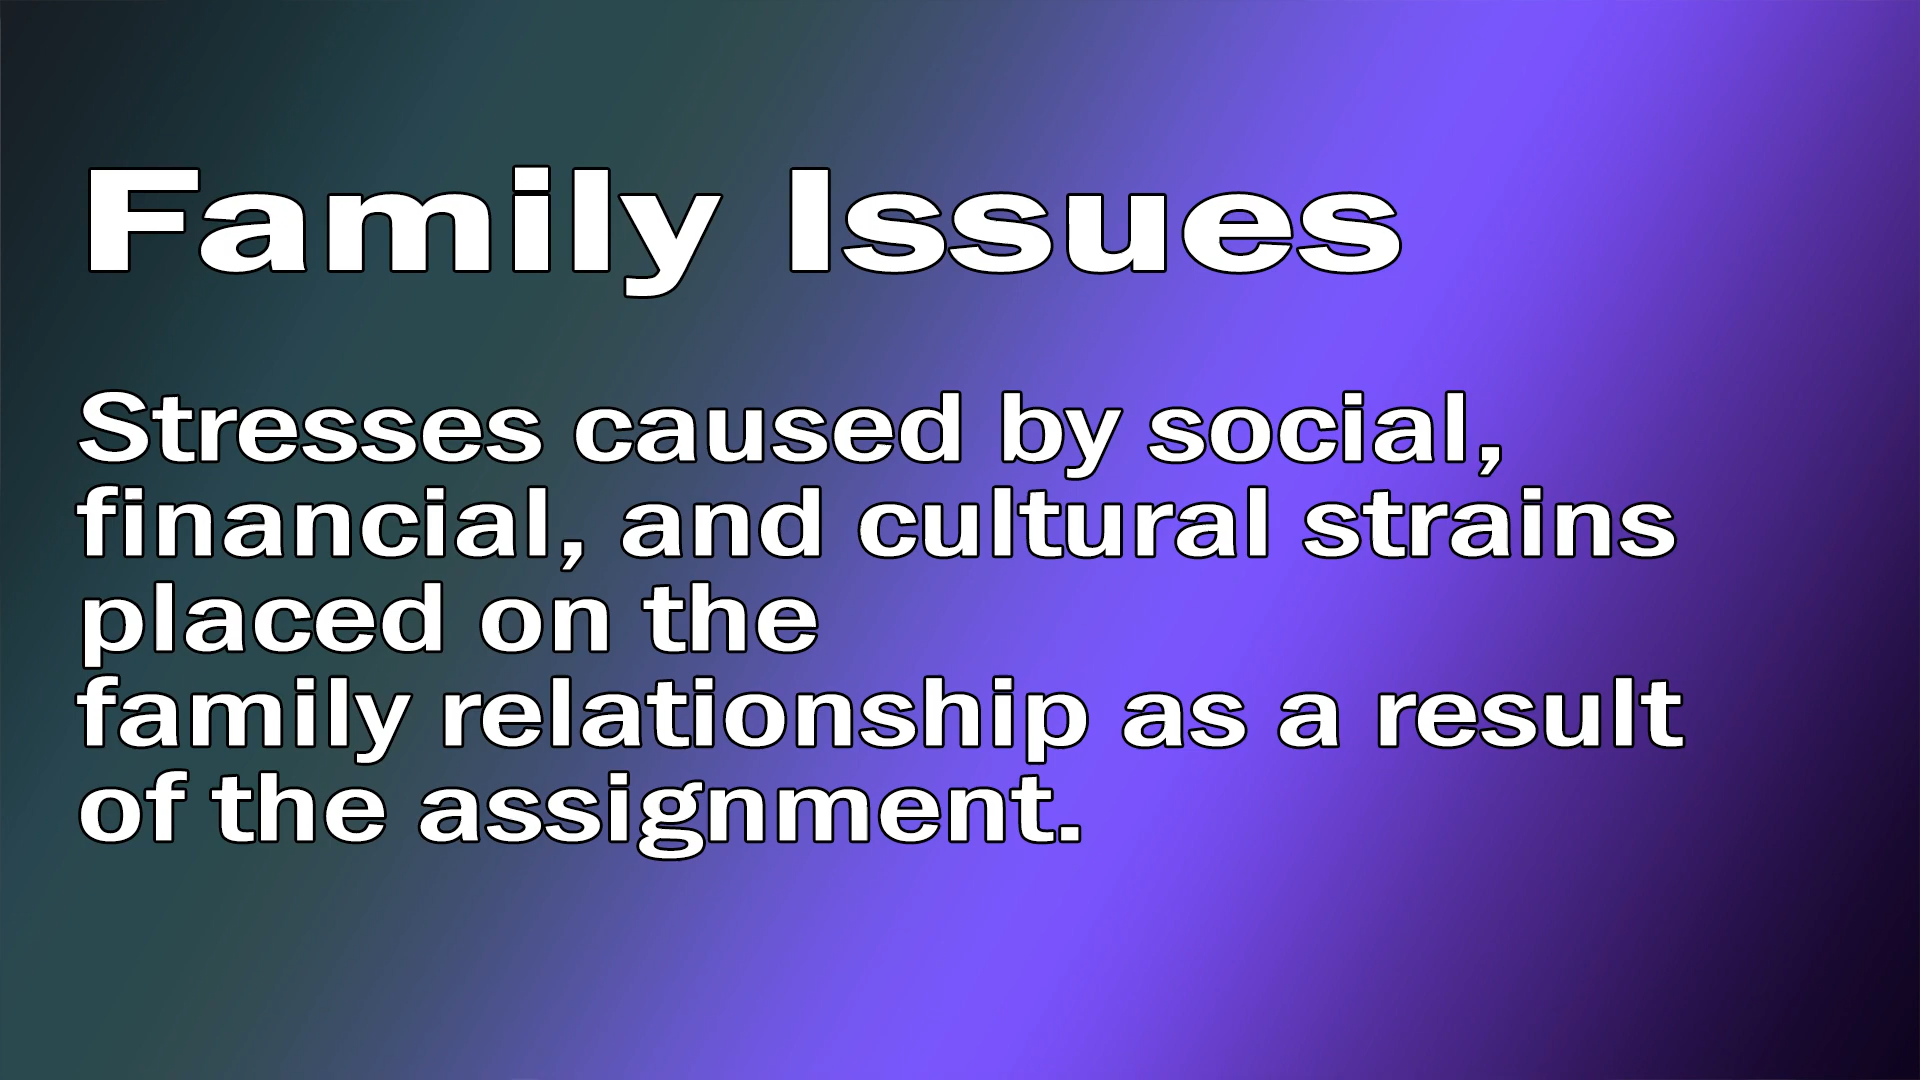 Family Issues
Stresses caused by social,
financial, and cultural strains
placed on the
family relationship as a result
of the assignment.